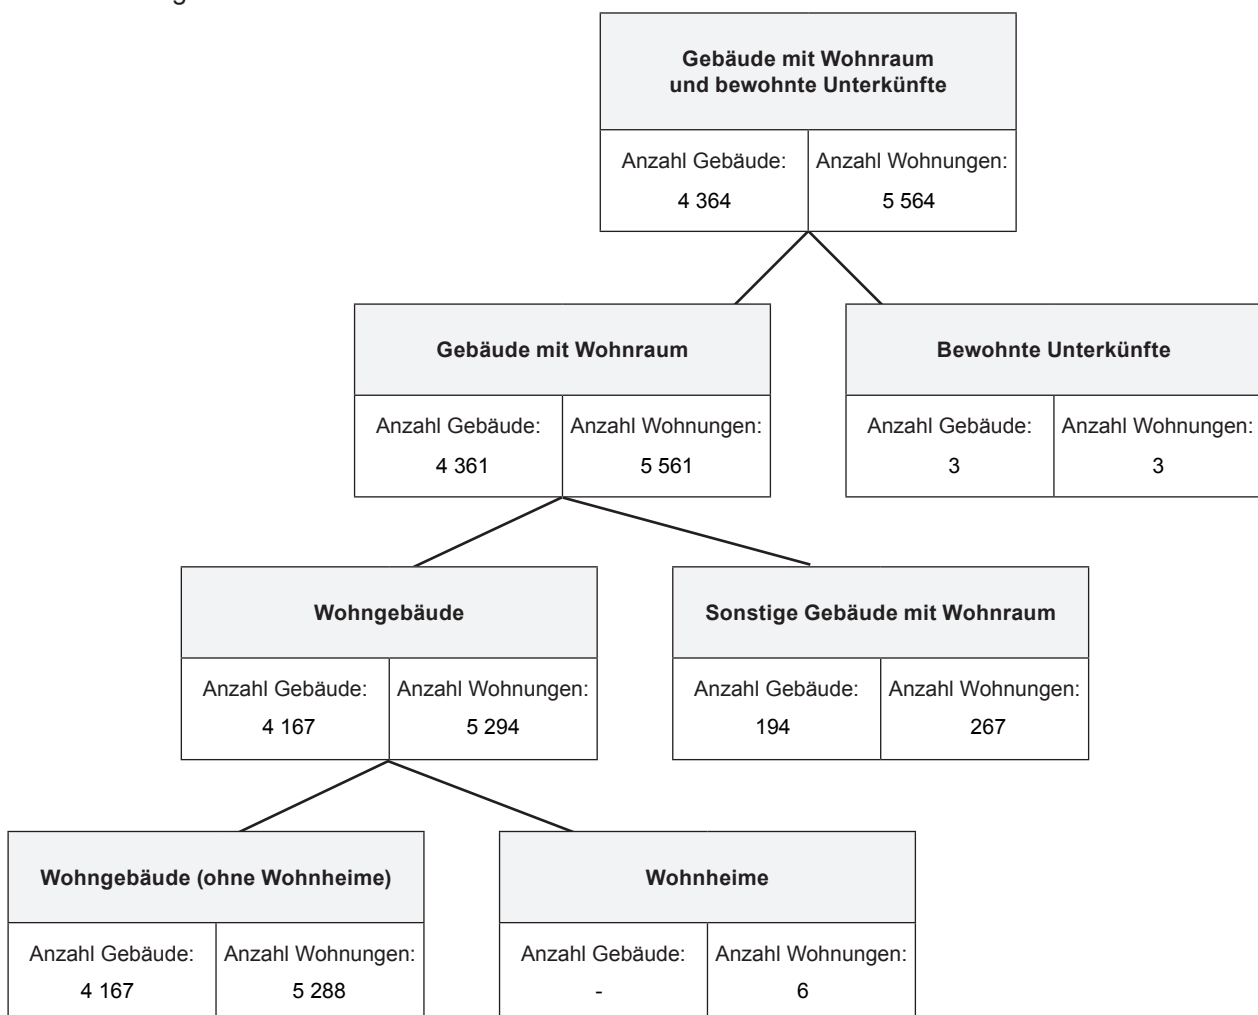 Gebäude mit Wohnraum
und bewohnte Unterkünfte
Anzahl Gebäude: Anzahl Wohnungen:
4 364 5 564
Gebäude mit Wohnraum
Anzahl Gebäude: Anzahl Wohnungen:
4 361 5 561
Bewohnte Unterkünfte
Anzahl Gebäude: Anzahl Wohnungen:
3 3
Wohngebäude
Anzahl Gebäude: Anzahl Wohnungen:
4 167 5 294
Sonstige Gebäude mit Wohnraum
Anzahl Gebäude: Anzahl Wohnungen:
194 267
Wohngebäude (ohne Wohnheime)
Anzahl Gebäude: Anzahl Wohnungen:
4 167 5 288
Wohnheime
Anzahl Gebäude: Anzahl Wohnungen:
- 6